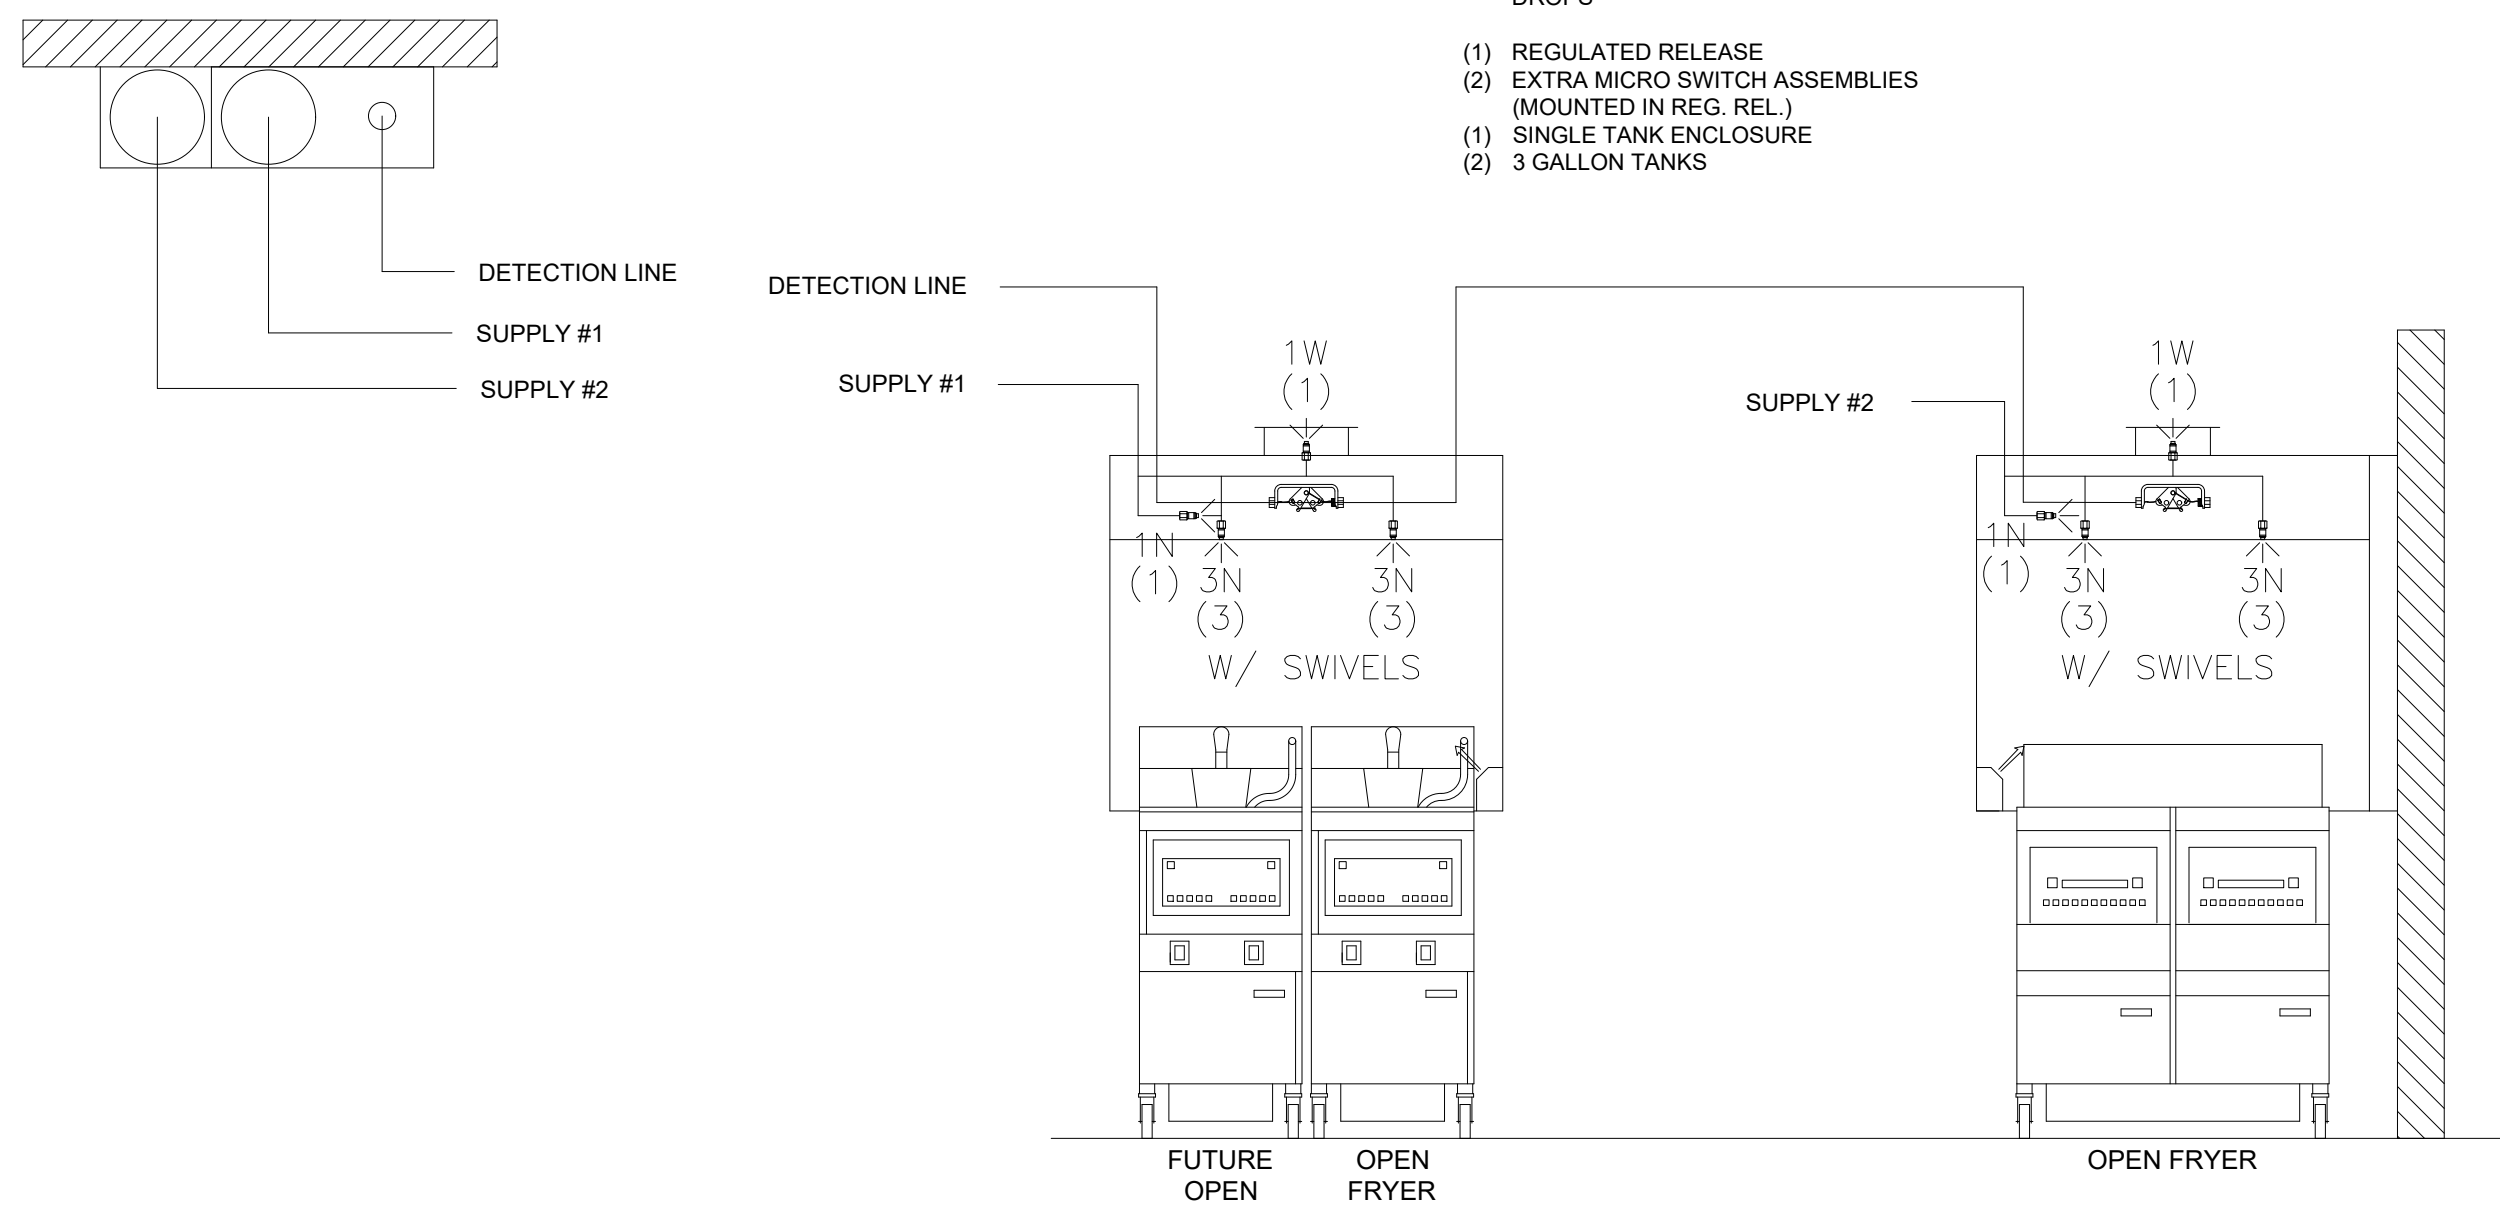 DROPS
(1) REGULATED RELEASE
(2) EXTRA MICRO SWITCH ASSEMBLIES
(MOUNTED IN REG. REL.)
(1) SINGLE TANK ENCLOSURE
(2) 3 GALLON TANKS
DETECTION LINE
SUPPLY #1
SUPPLY #2
DETECTION LINE
SUPPLY #1
1W
(1)
1N
(1)
3N
(3)
3N
(3)
W/ SWIVELS
SUPPLY #2
1W
(1)
1N
(1)
3N
(3)
3N
(3)
W/ SWIVELS
FUTURE
OPEN
OPEN
FRYER
OPEN FRYER